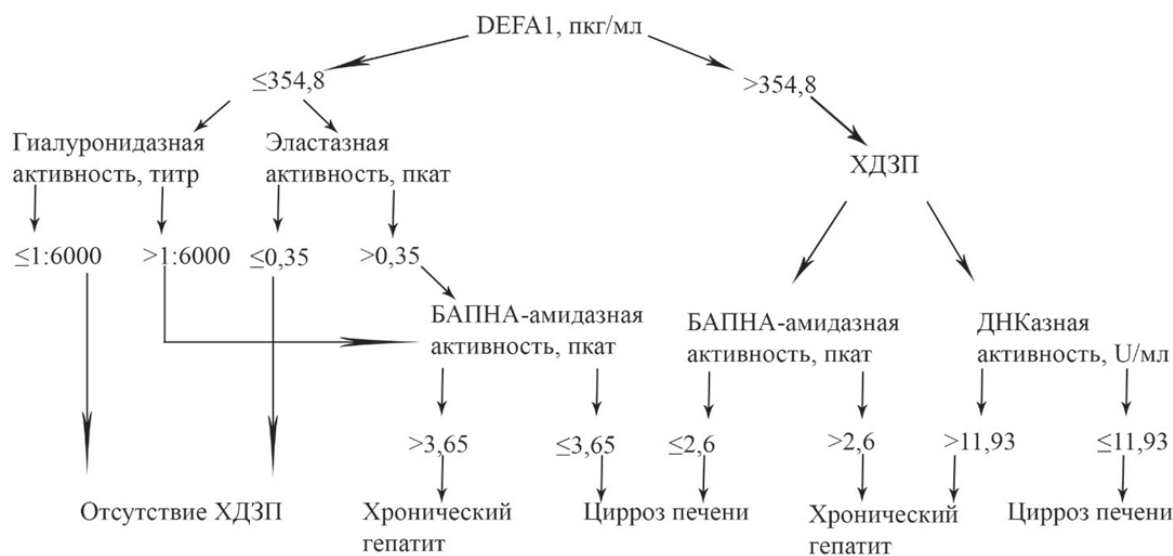 DEFA1, пкг/мл
≤354,8
>354,8
Гиалуронидазная
активность, титр
Эластазная
активность, пкат
ХДЗП
≤1:6000
>1:6000
≤0,35
>0,35
БАПНА-амидазная
активность, пкат
БАПНА-амидазная
активность, пкат
ДНКазная
активность, U/мл
>3,65
≤3,65
≤2,6
>2,6
>11,93
≤11,93
Отсутствие ХДЗП
Хронический
гепатит
Цирроз печени
Хронический
гепатит
Цирроз печени